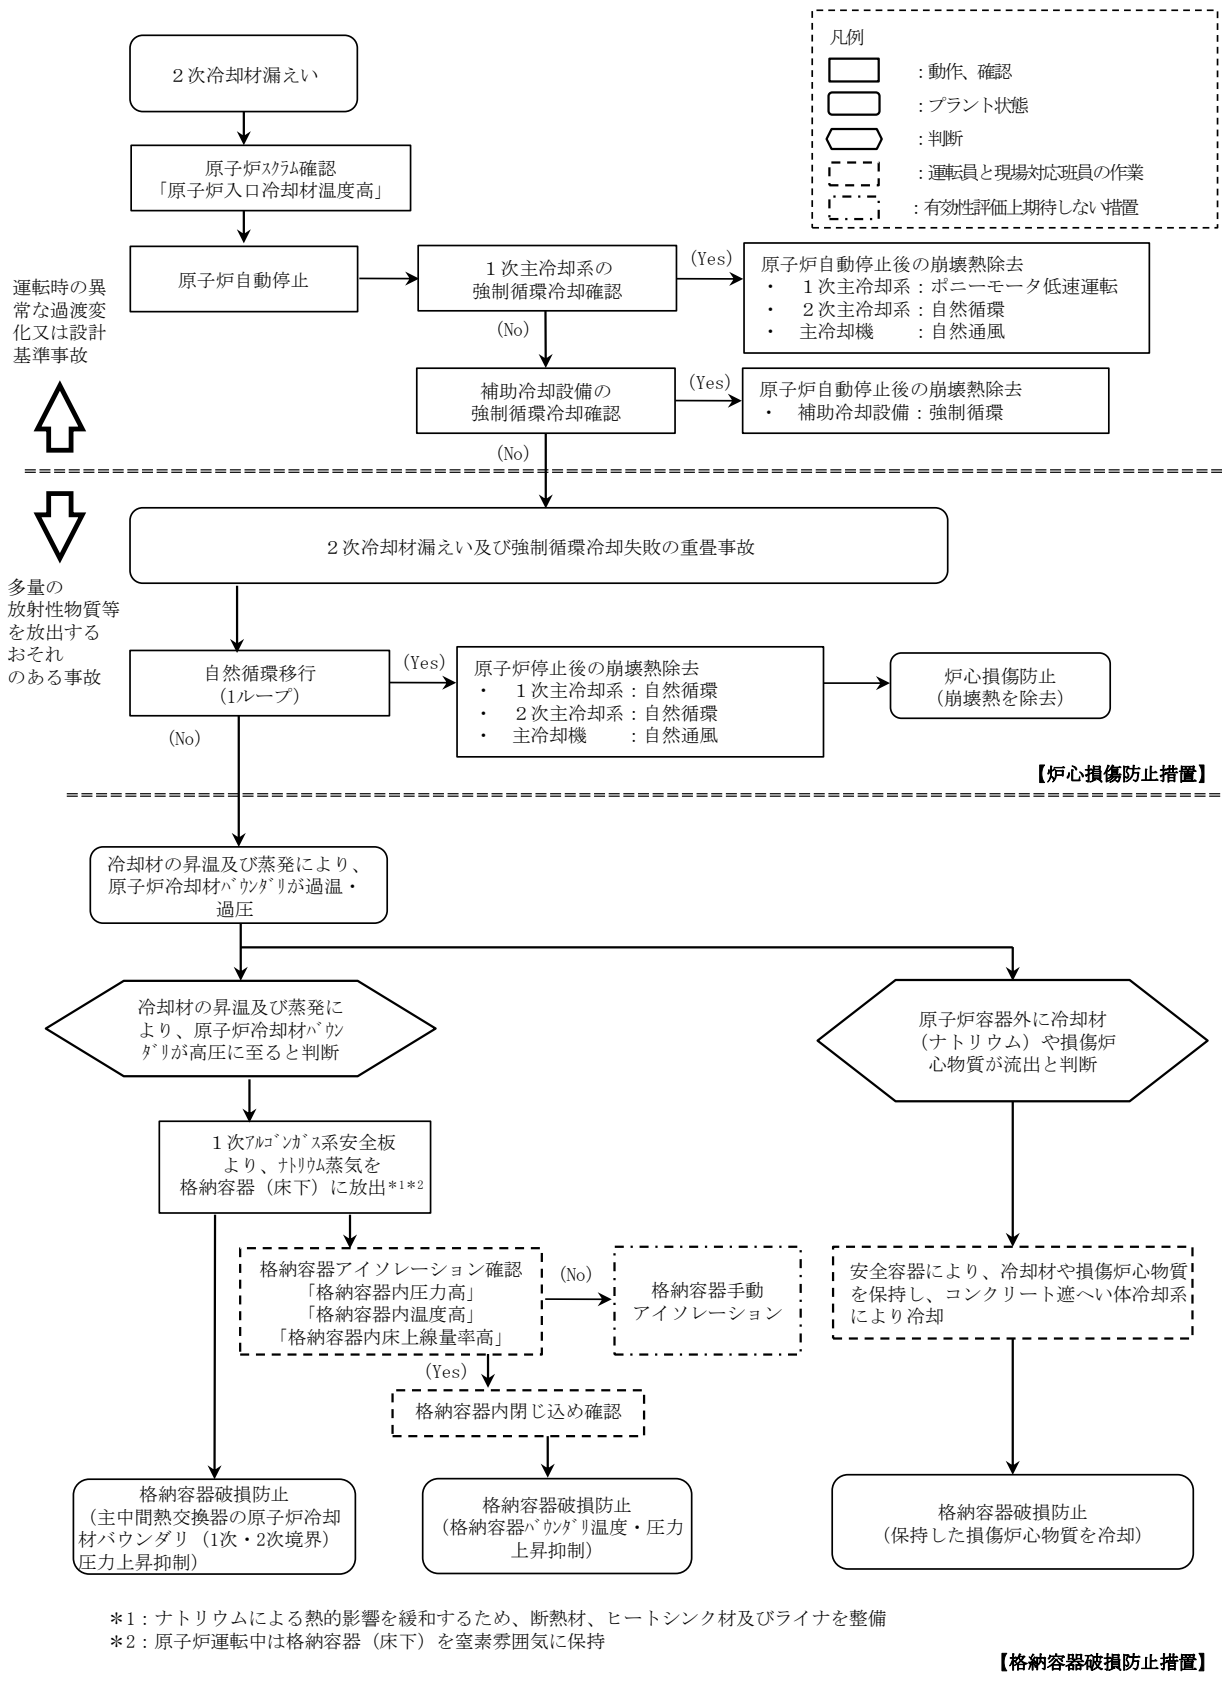 凡例
：動作、確認
：プラント状態
：判断
：運転員と現場対応班員の作業
：有効性評価上期待しない措置
２次冷却材漏えい
原子炉ｽｸﾗﾑ確認
「原子炉入口冷却材温度高」
原子炉自動停止
１次主冷却系の
強制循環冷却確認
(Yes)
原子炉自動停止後の崩壊熱除去
・　１次主冷却系：ポニーモータ低速運転
・　２次主冷却系：自然循環
・　主冷却機　　：自然通風
(No)
補助冷却設備の
強制循環冷却確認
(Yes)
原子炉自動停止後の崩壊熱除去
・　補助冷却設備：強制循環
(No)
運転時の異
常な過渡変
化又は設計
基準事故
多量の
放射性物質等
を放出する
おそれ
のある事故
２次冷却材漏えい及び強制循環冷却失敗の重畳事故
自然循環移行
（1ループ）
(Yes)
原子炉停止後の崩壊熱除去
・　１次主冷却系：自然循環
・　２次主冷却系：自然循環
・　主冷却機　　：自然通風
炉心損傷防止
（崩壊熱を除去）
(No)
【炉心損傷防止措置】
冷却材の昇温及び蒸発により、
原子炉冷却材ﾊﾞｳﾝﾀﾞﾘが過温・
過圧
冷却材の昇温及び蒸発に
より、原子炉冷却材ﾊﾞｳﾝ
ﾀﾞﾘが高圧に至ると判断
原子炉容器外に冷却材
（ナトリウム）や損傷炉
心物質が流出と判断
１次ｱﾙｺﾞﾝｶﾞｽ系安全板
より、ﾅﾄﾘｳﾑ蒸気を
格納容器（床下）に放出*1*2
格納容器アイソレーション確認
「格納容器内圧力高」
「格納容器内温度高」
「格納容器内床上線量率高」
(No)
格納容器手動
アイソレーション
安全容器により、冷却材や損傷炉心物質
を保持し、コンクリート遮へい体冷却系
により冷却
(Yes)
格納容器内閉じ込め確認
格納容器破損防止
（主中間熱交換器の原子炉冷却
材バウンダリ（1次・2次境界）
圧力上昇抑制）
格納容器破損防止
（格納容器ﾊﾞｳﾝﾀﾞﾘ温度・圧力
上昇抑制）
格納容器破損防止
（保持した損傷炉心物質を冷却）
＊1：ナトリウムによる熱的影響を緩和するため、断熱材、ヒートシンク材及びライナを整備
＊2：原子炉運転中は格納容器（床下）を窒素雰囲気に保持
【格納容器破損防止措置】